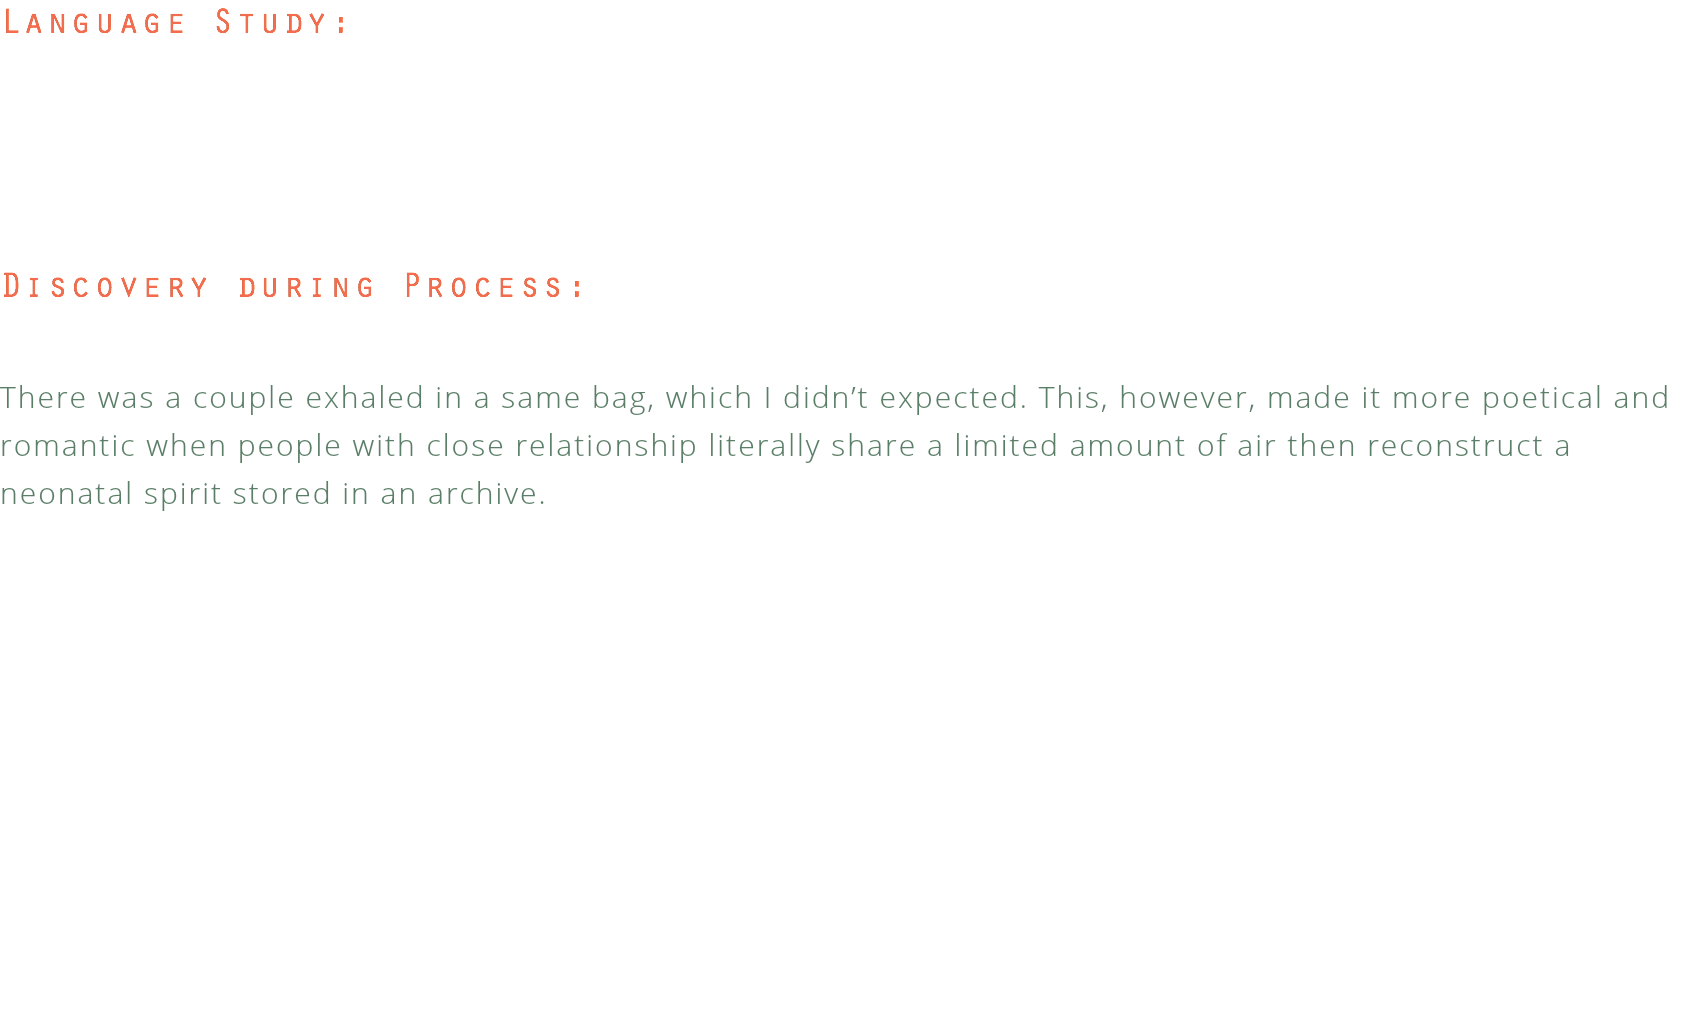 Language Study:
Discovery during Process:
There was a couple exhaled in a same bag, which I didn’t expected. This, however, made it more poetical and
romantic when people with close relationship literally share a limited amount of air then reconstruct a
neonatal spirit stored in an archive.